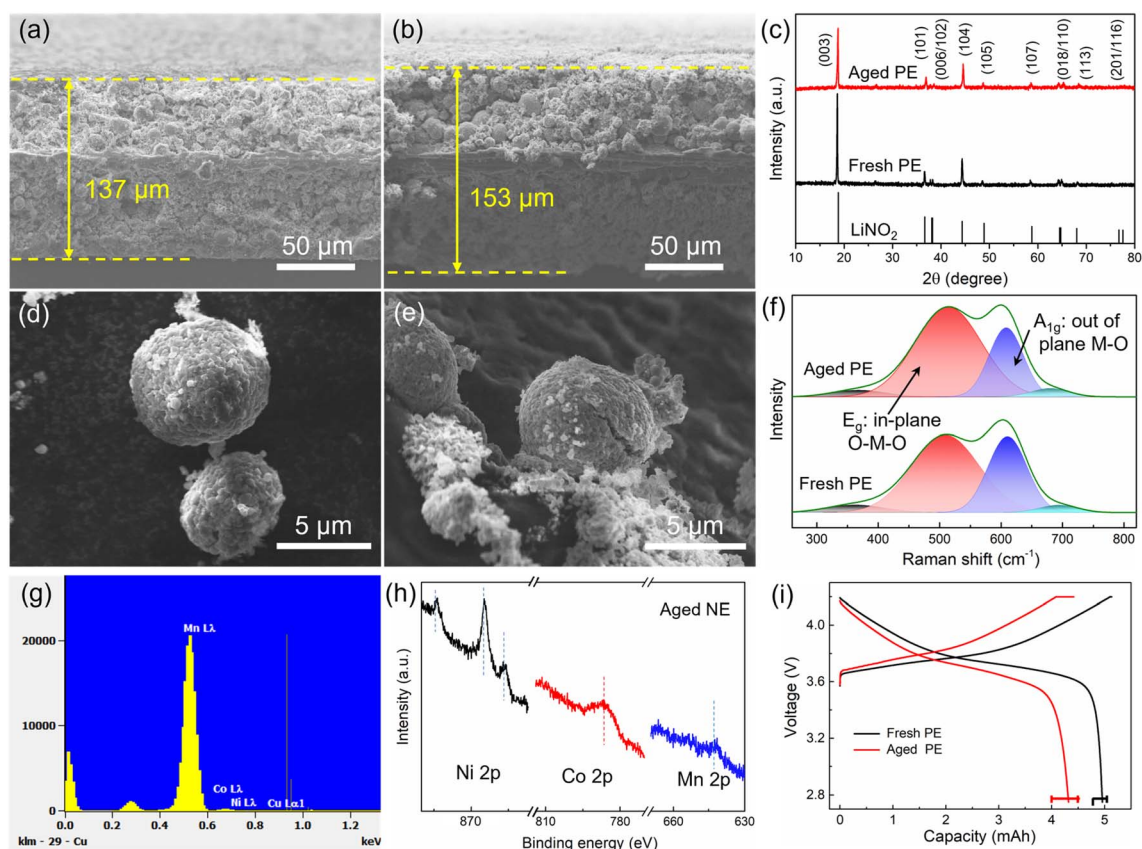 (a)
137 μm
50 μm
(b)
153 μm
50 μm
(c)
Intensity (a.u.)
(003)
(101)
(006/102)
(104)
(105)
(107)
(018/110)
(113)
(201/116)
Aged PE
Fresh PE
LiNO₂
10 20 30 40 50 60 70 80
2θ (degree)
(d)
5 μm
(e)
5 μm
(f)
Intensity
A₁g: out of
plane M-O
Aged PE
Eg: in-plane
O-M-O
Fresh PE
300 400 500 600 700 800
Raman shift (cm⁻¹)
(g)
20000
10000
0
Mn Lλ
Co Lλ
Ni Lλ
Cu Lα1
0.0 0.3 0.6 0.9 1.2
klm - 29 - Cu
keV
(h)
Aged NE
Intensity (a.u.)
Ni 2p
Co 2p
Mn 2p
870 810 780 660 630
Binding energy (eV)
(i)
Voltage (V)
4.2
3.6
3.2
2.8
Fresh PE
Aged PE
0 1 2 3 4 5
Capacity (mAh)